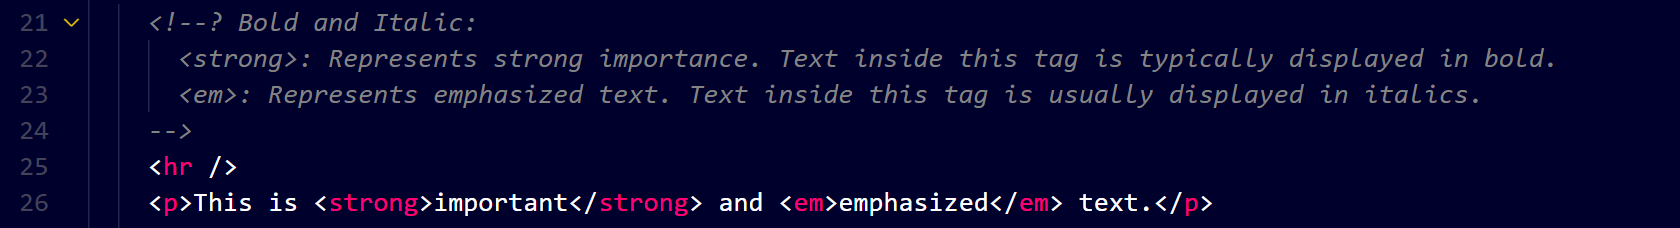 21 <!--? Bold and Italic:
22 <strong>: Represents strong importance. Text inside this tag is typically displayed in bold.
23 <em>: Represents emphasized text. Text inside this tag is usually displayed in italics.
24 -->
25 <hr />
26 <p>This is <strong>important</strong> and <em>emphasized</em> text.</p>